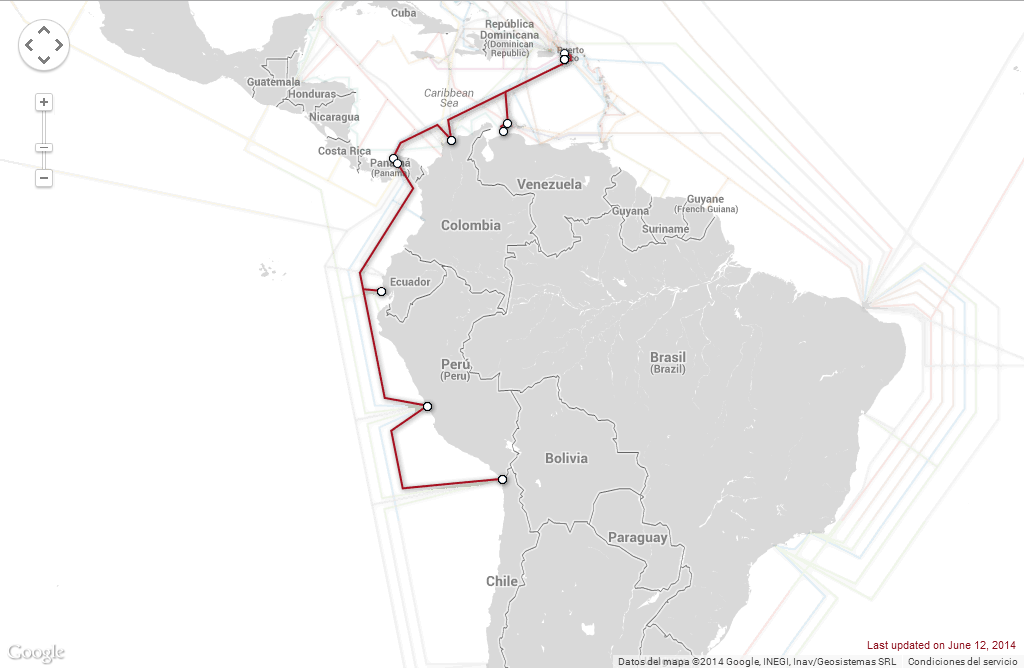 Cuba
República
Dominicana
(Dominican
Republic)
Puerto
Rico
Guatemala
Honduras
Caribbean
Sea
Nicaragua
Costa Rica
Panamá
(Panama)
Venezuela
Guyana
Guyane
(French Guiana)
Suriname
Colombia
Ecuador
Perú
(Peru)
Brasil
(Brazil)
Bolivia
Paraguay
Chile
Last updated on June 12, 2014
Google
Datos del mapa ©2014 Google, INEGI, Inav/Geosistemas SRL
Condiciones del servicio